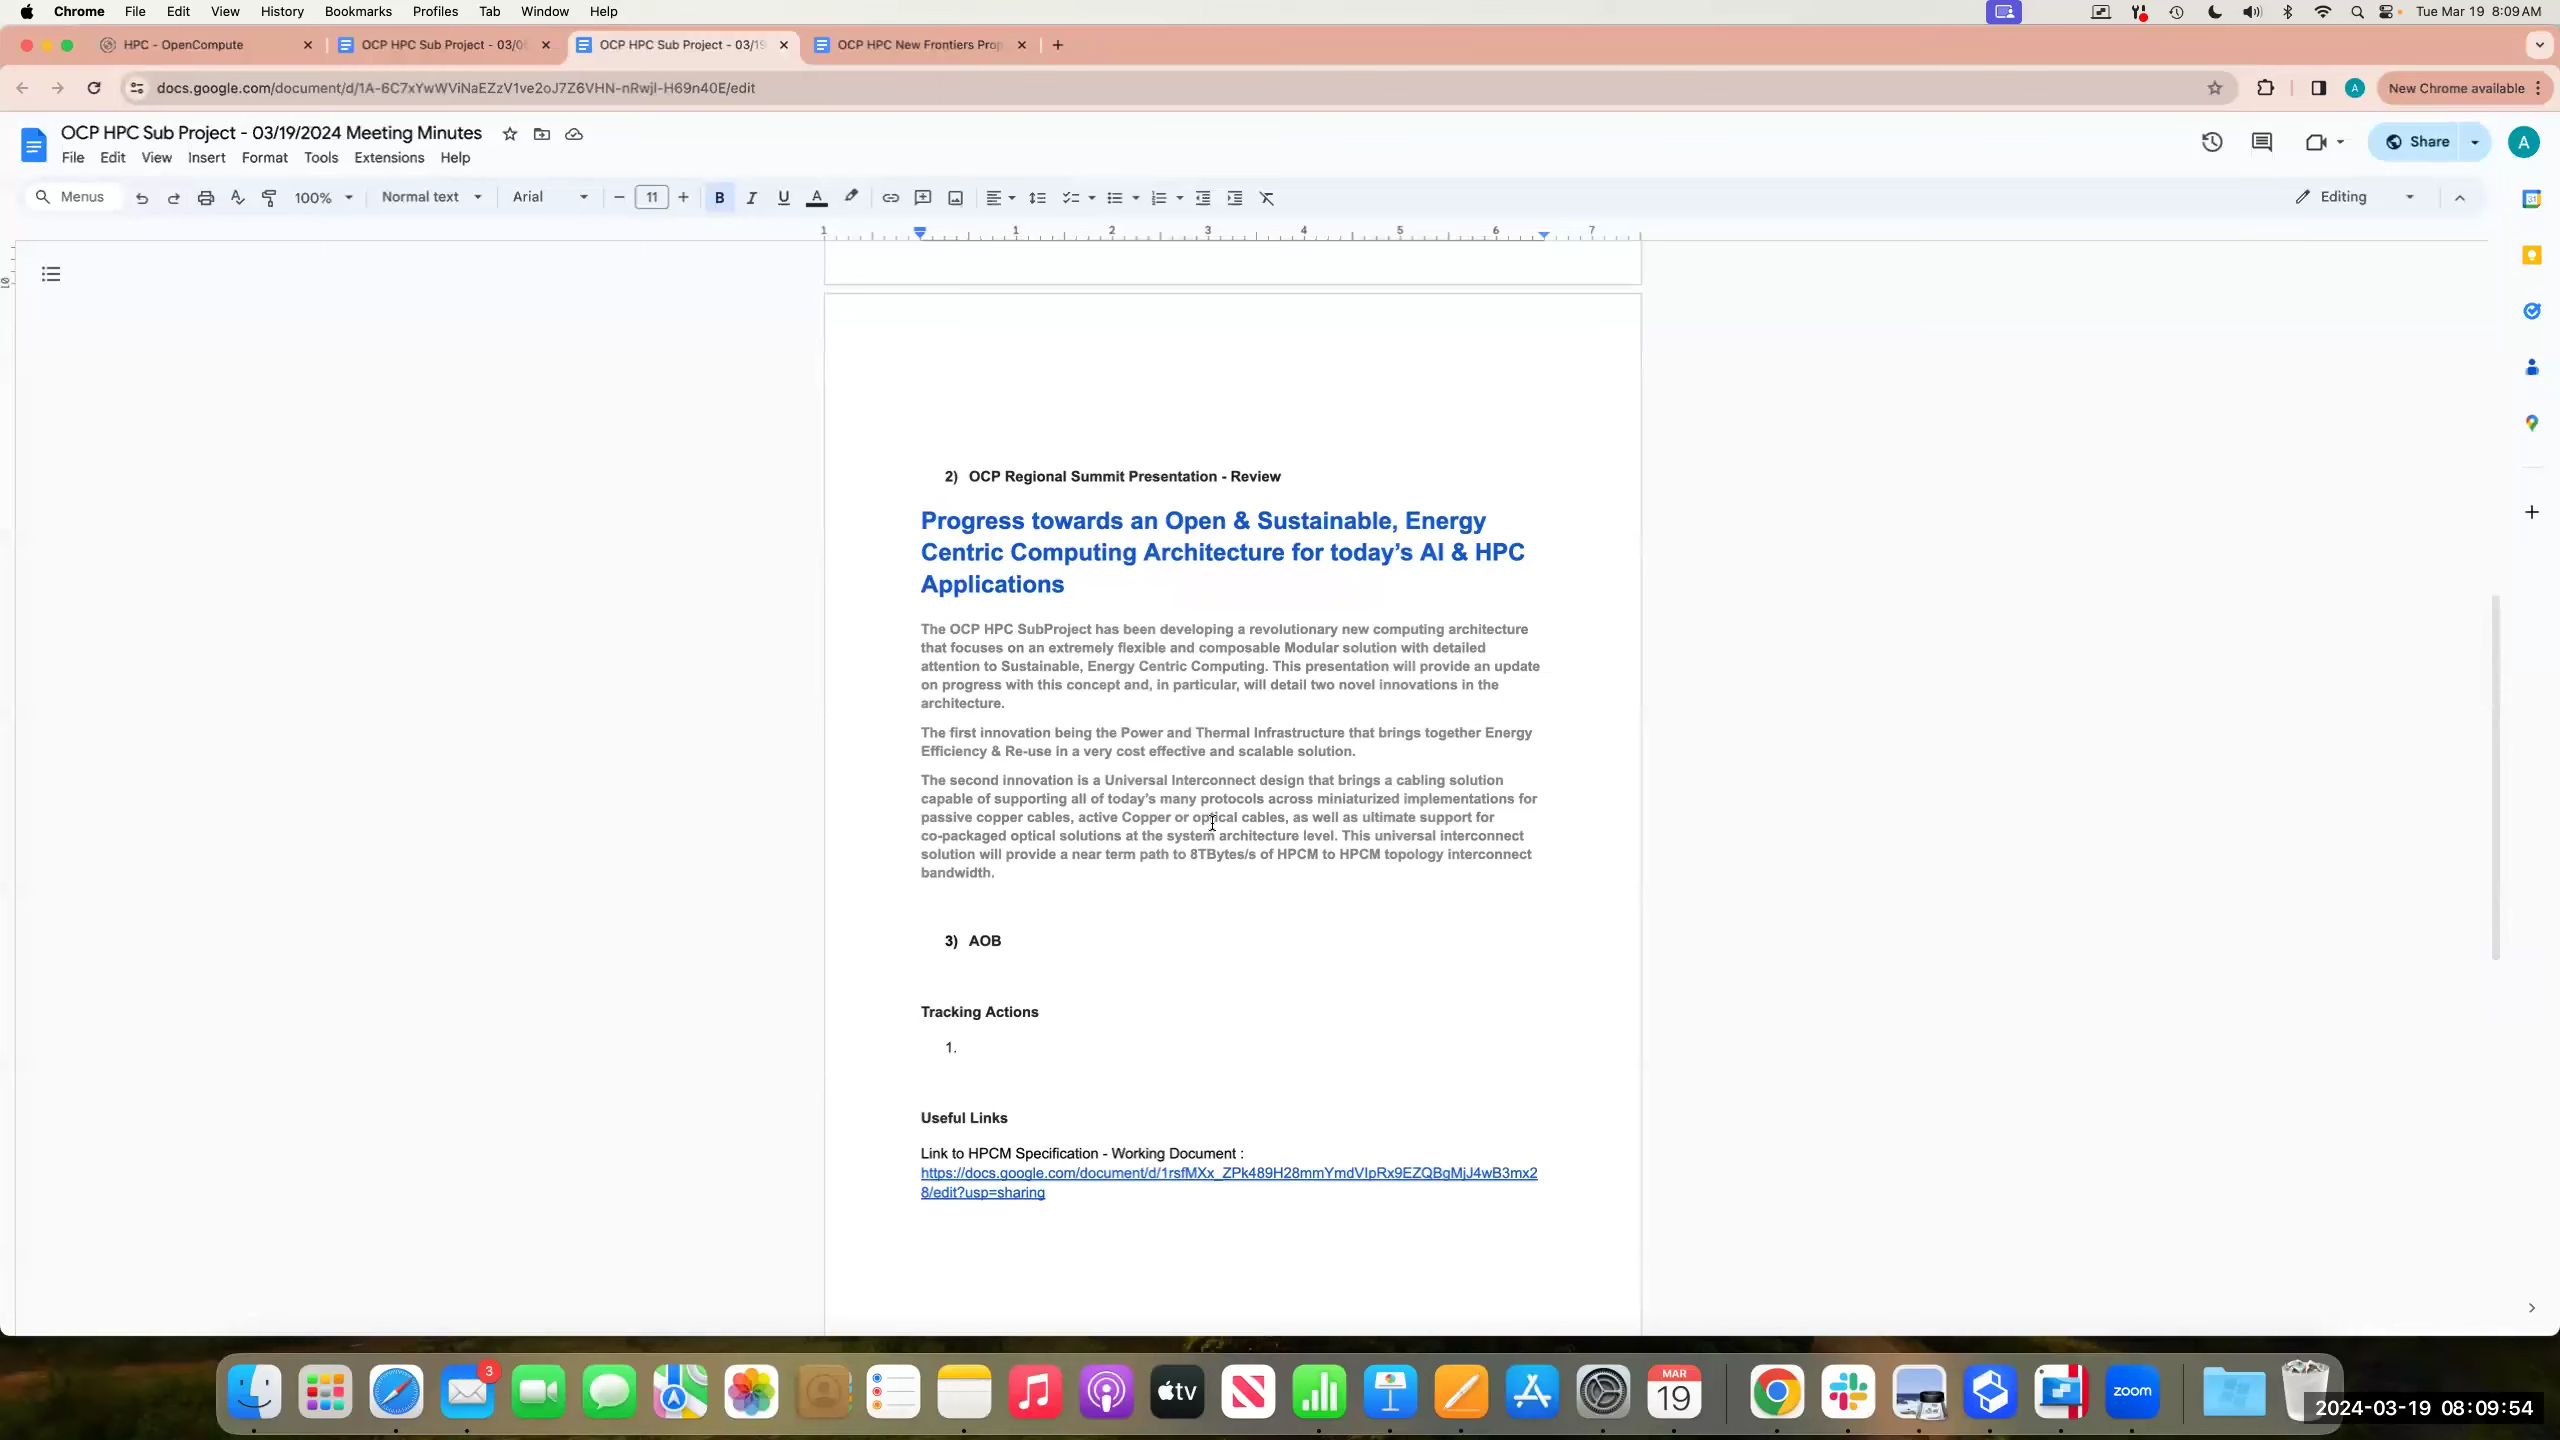 Chrome File Edit View History Bookmarks Profiles Tab Window Help Tue Mar 19 8:09 AM
HPC - OpenCompute OCP HPC Sub Project - 03/0 OCP HPC Sub Project - 03/19 OCP HPC New Frontiers Prop
docs.google.com/document/d/1A-6C7xYwWViNaEZzV1ve2oJ7Z6VHN-nRwjl-H69n40E/edit New Chrome available
OCP HPC Sub Project - 03/19/2024 Meeting Minutes
File Edit View Insert Format Tools Extensions Help Share A
Menus 100% Normal text Arial 11 B I U A Editing
1 1 2 3 4 5 6 7
2) OCP Regional Summit Presentation - Review
Progress towards an Open & Sustainable, Energy
Centric Computing Architecture for today’s AI & HPC
Applications
The OCP HPC SubProject has been developing a revolutionary new computing architecture
that focuses on an extremely flexible and composable Modular solution with detailed
attention to Sustainable, Energy Centric Computing. This presentation will provide an update
on progress with this concept and, in particular, will detail two novel innovations in the
architecture.
The first innovation being the Power and Thermal Infrastructure that brings together Energy
Efficiency & Re-use in a very cost effective and scalable solution.
The second innovation is a Universal Interconnect design that brings a cabling solution
capable of supporting all of today’s many protocols across miniaturized implementations for
passive copper cables, active Copper or optical cables, as well as ultimate support for
co-packaged optical solutions at the system architecture level. This universal interconnect
solution will provide a near term path to 8TBytes/s of HPCM to HPCM topology interconnect
bandwidth.
3) AOB
Tracking Actions
1.
Useful Links
Link to HPCM Specification - Working Document :
https://docs.google.com/document/d/1rsfMXx_ZPk489H28mmYmdVIpRx9EZQBgMjJ4wB3mx2
8/edit?usp=sharing
3 tv MAR 19 zoom
2024-03-19 08:09:54